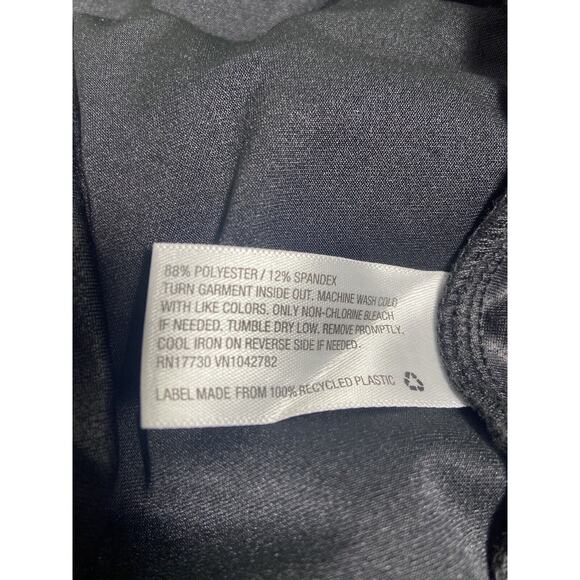 88% POLYESTER / 12% SPANDEX
TURN GARMENT INSIDE OUT. MACHINE WASH COLD
WITH LIKE COLORS. ONLY NON-CHLORINE BLEACH
IF NEEDED. TUMBLE DRY LOW. REMOVE PROMPTLY.
COOL IRON ON REVERSE SIDE IF NEEDED.
RN17730 VN1042782
LABEL MADE FROM 100% RECYCLED PLASTIC